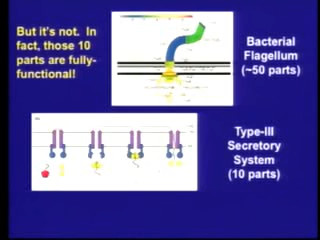 But it's not. In
fact, those 10
parts are fully-
functional!
Bacterial
Flagellum
(~50 parts)
Type-III
Secretory
System
(10 parts)